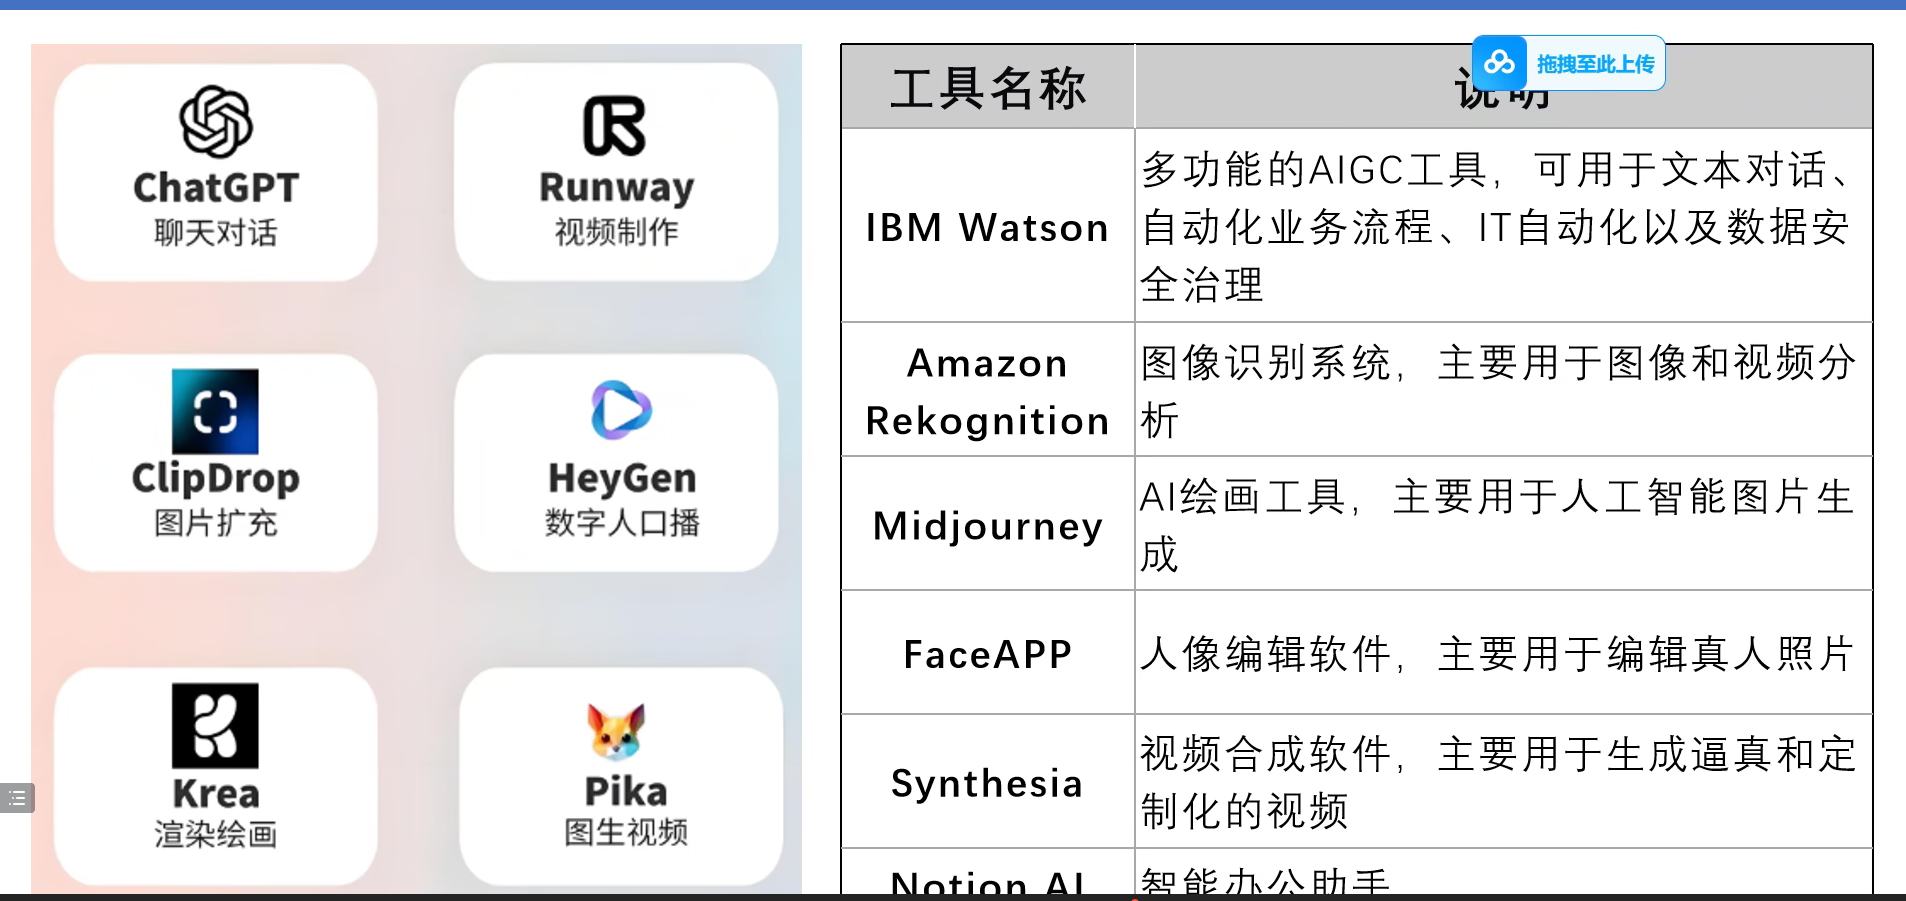 ChatGPT
聊天对话
Runway
视频制作
ClipDrop
图片扩充
HeyGen
数字人口播
Krea
渲染绘画
Pika
图生视频
工具名称
说明
拖拽至此上传
IBM Watson
多功能的AIGC工具，可用于文本对话、
自动化业务流程、IT自动化以及数据安
全治理
Amazon
Rekognition
图像识别系统，主要用于图像和视频分
析
Midjourney
AI绘画工具，主要用于人工智能图片生
成
FaceAPP
人像编辑软件，主要用于编辑真人照片
Synthesia
视频合成软件，主要用于生成逼真和定
制化的视频
Notion AI
智能办公助手